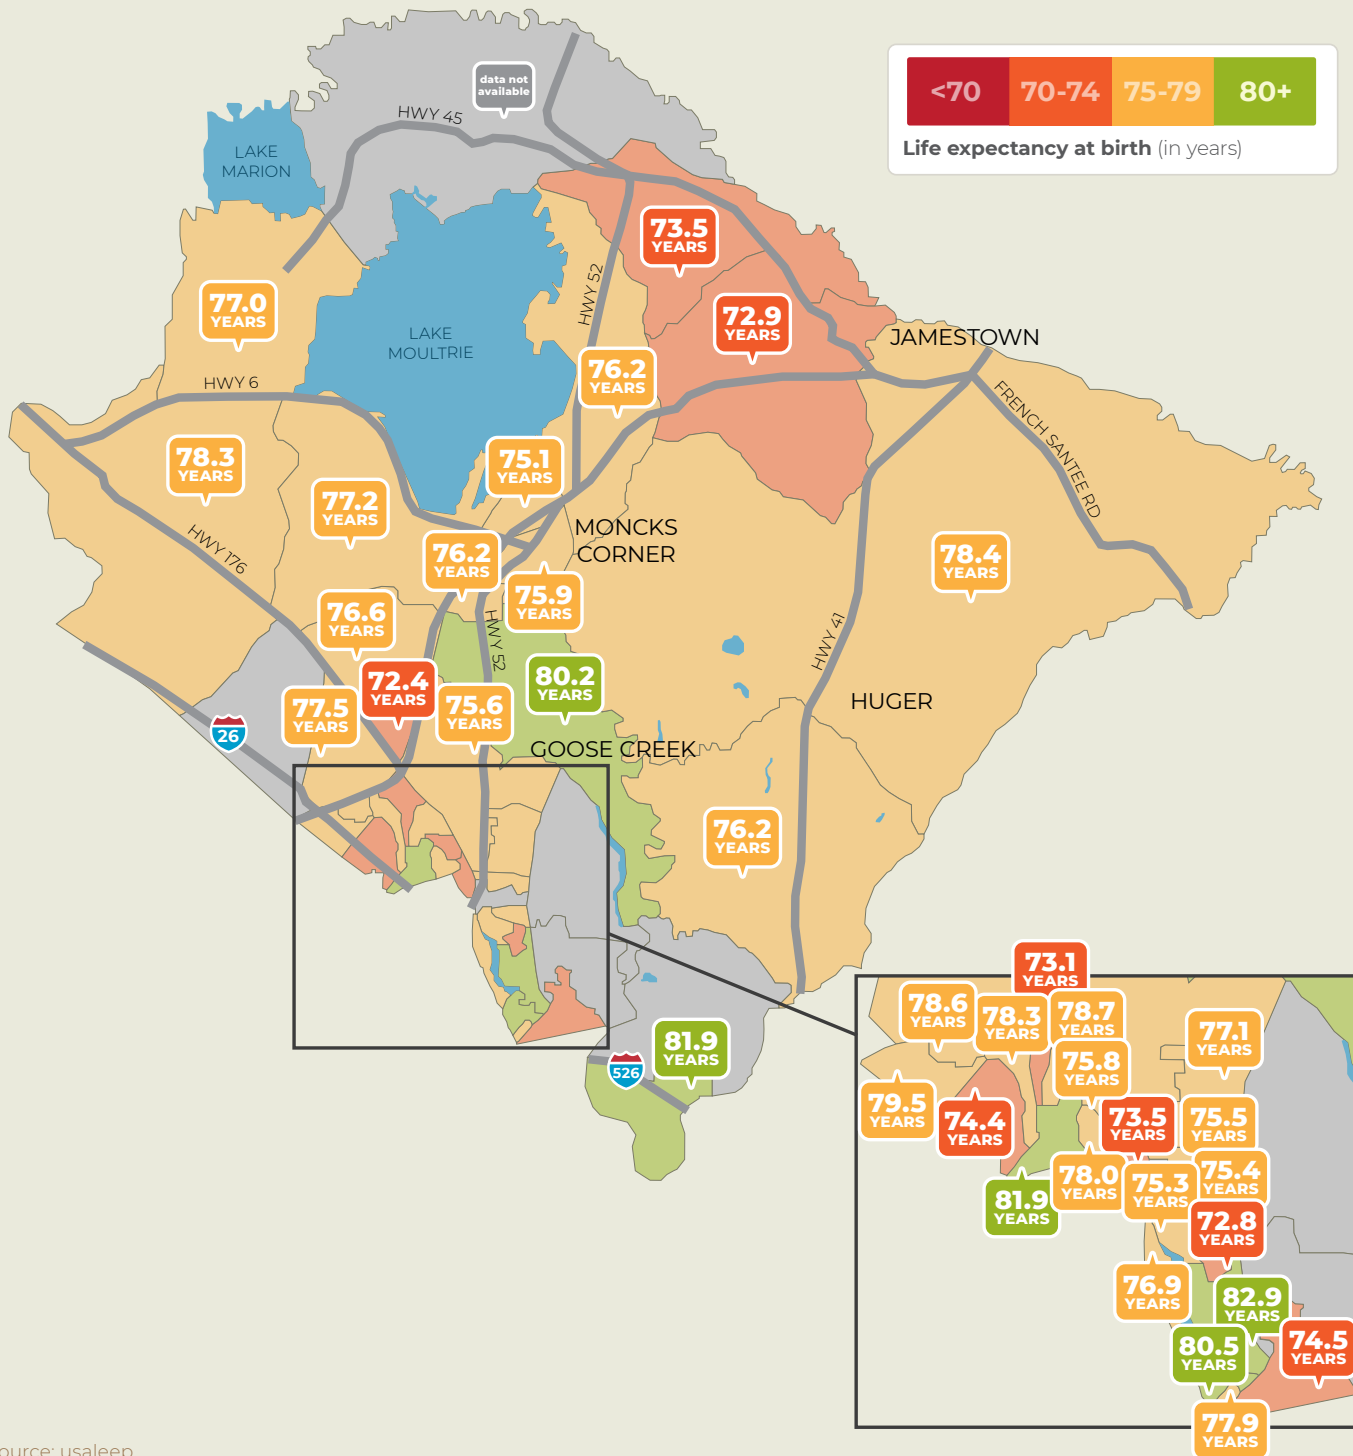 data not
available
<70 70-74 75-79 80+
Life expectancy at birth (in years)
HWY 45
LAKE
MARION
73.5
YEARS
HWY 52
77.0
YEARS
72.9
YEARS
LAKE
MOULTRIE
JAMESTOWN
76.2
YEARS
HWY 6
FRENCH SANTEE RD
78.3
YEARS
75.1
YEARS
77.2
YEARS
MONCKS
CORNER
HWY 176
76.2
YEARS
78.4
YEARS
75.9
YEARS
76.6
YEARS
HWY 52
HWY 41
80.2
YEARS
72.4
YEARS
77.5
YEARS
75.6
YEARS
HUGER
26
GOOSE CREEK
76.2
YEARS
81.9
YEARS
526
73.1
YEARS
78.6
YEARS
78.3
YEARS
78.7
YEARS
77.1
YEARS
75.8
YEARS
79.5
YEARS
74.4
YEARS
73.5
YEARS
75.5
YEARS
78.0
YEARS
75.3
YEARS
75.4
YEARS
81.9
YEARS
72.8
YEARS
76.9
YEARS
82.9
YEARS
80.5
YEARS
74.5
YEARS
77.9
YEARS
ource: usaleep